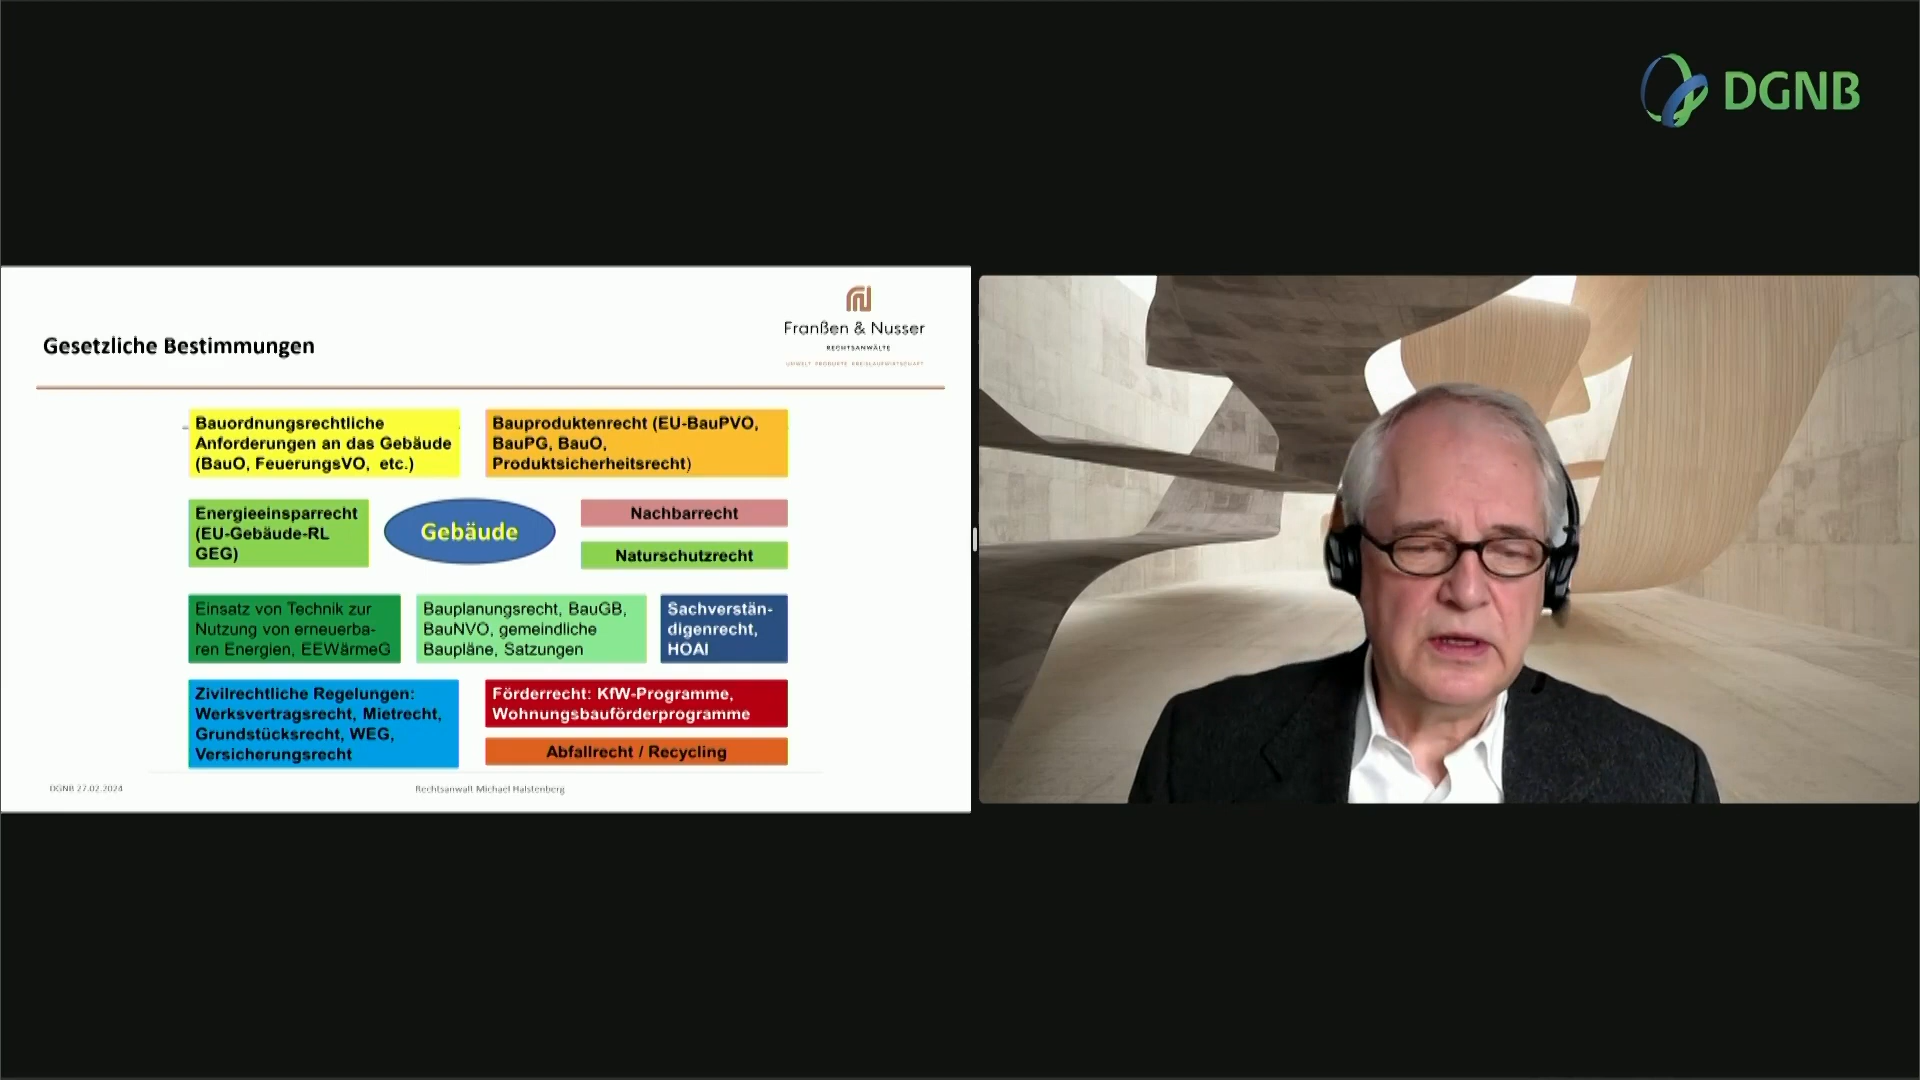 DGNB
Franßen & Nusser
RECHTSANWÄLTE
UMWELT PRODUKTE KREISLAUFWIRTSCHAFT
Gesetzliche Bestimmungen
Bauordnungsrechtliche
Anforderungen an das Gebäude
(BauO, FeuerungsVO, etc.)
Bauproduktenrecht (EU-BauPVO,
BauPG, BauO,
Produktsicherheitsrecht)
Energieeinsparrecht
(EU-Gebäude-RL
GEG)
Gebäude
Nachbarrecht
Naturschutzrecht
Einsatz von Technik zur
Nutzung von erneuerba-
ren Energien, EEWärmeG
Bauplanungsrecht, BauGB,
BauNVO, gemeindliche
Baupläne, Satzungen
Sachverstän-
digenrecht,
HOAI
Zivilrechtliche Regelungen:
Werksvertragsrecht, Mietrecht,
Grundstücksrecht, WEG,
Versicherungsrecht
Förderrecht: KfW-Programme,
Wohnungsbauförderprogramme
Abfallrecht / Recycling
DGNB 27.02.2024
Rechtsanwalt Michael Halstenberg